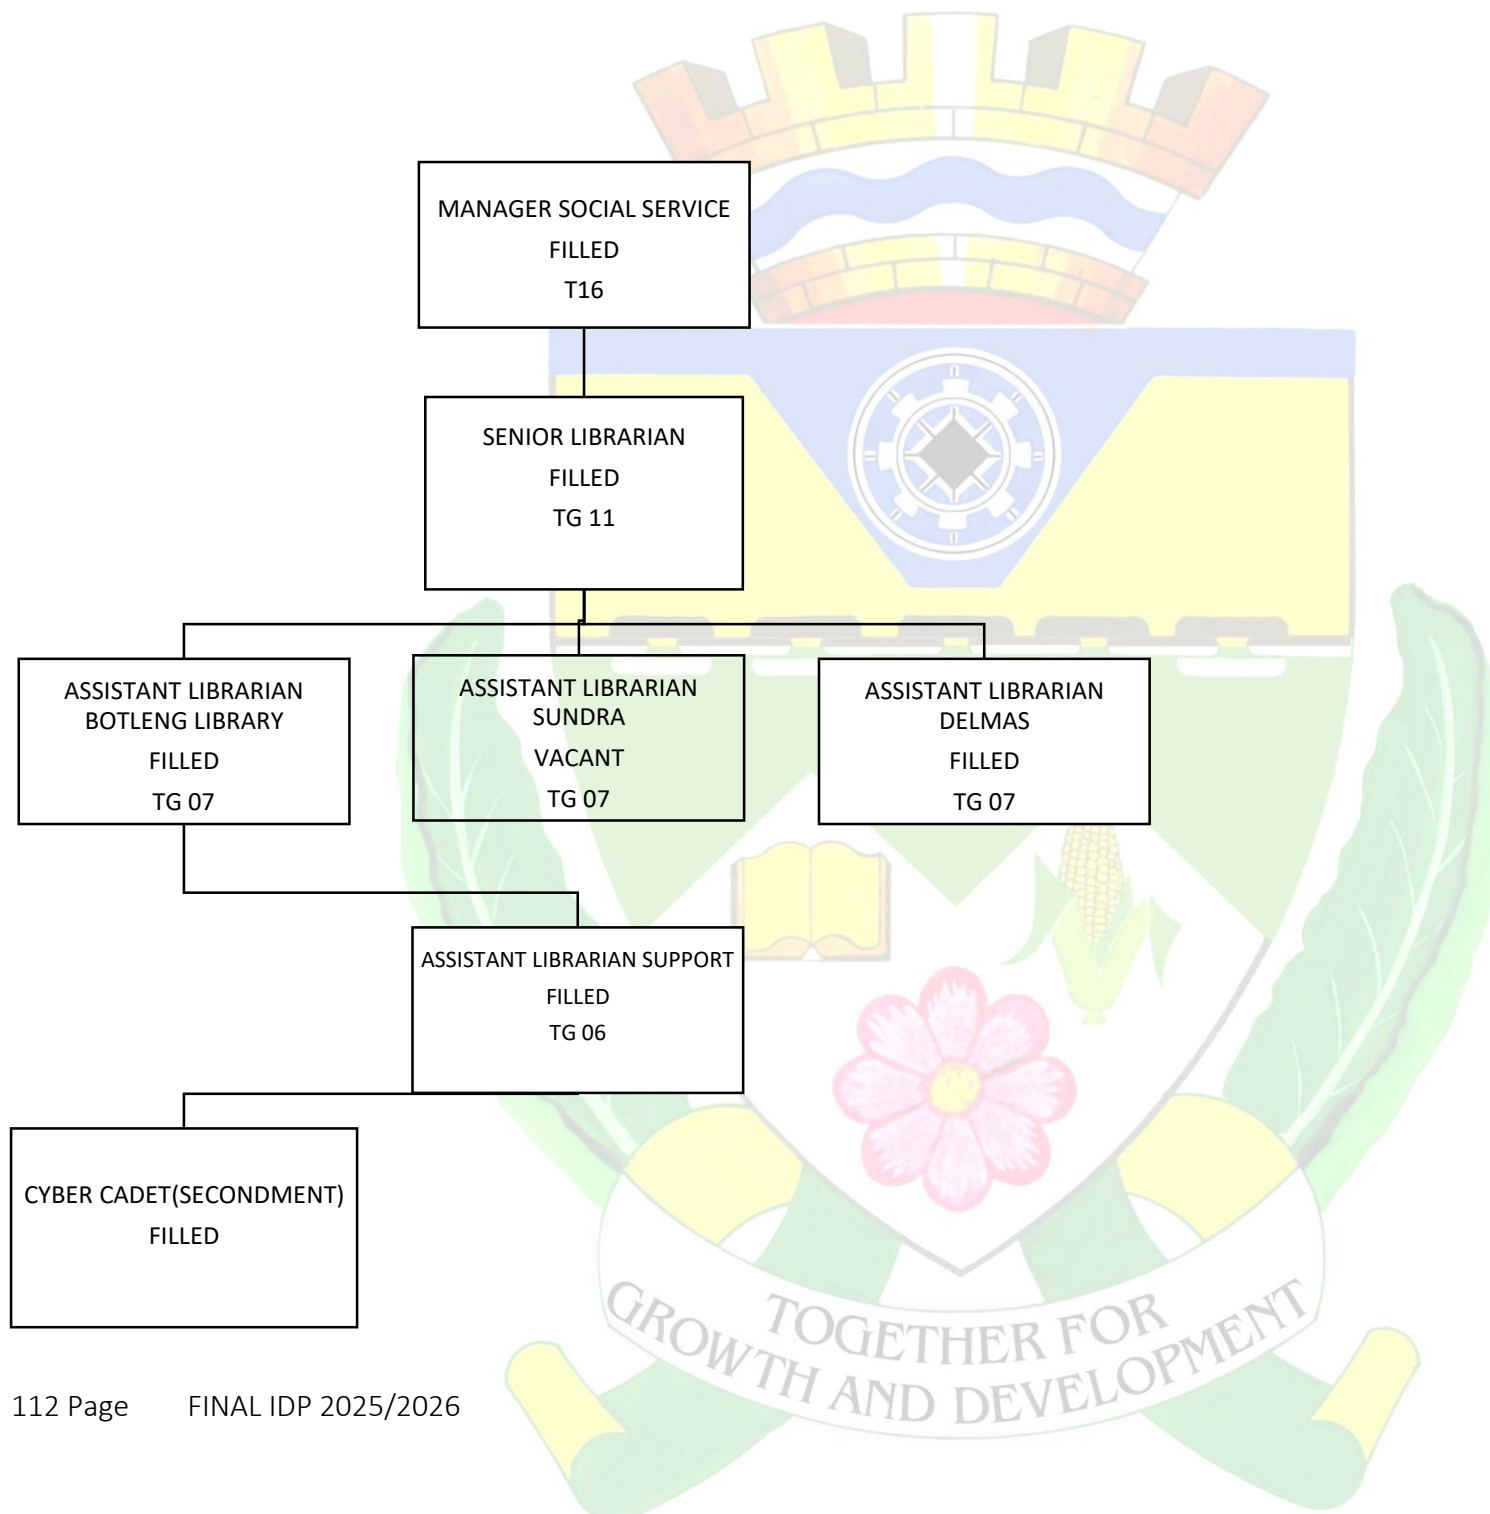 MANAGER SOCIAL SERVICE
FILLED
T16
SENIOR LIBRARIAN
FILLED
TG 11
ASSISTANT LIBRARIAN
BOTLENG LIBRARY
FILLED
TG 07
ASSISTANT LIBRARIAN
SUNDRA
VACANT
TG 07
ASSISTANT LIBRARIAN
DELMAS
FILLED
TG 07
ASSISTANT LIBRARIAN SUPPORT
FILLED
TG 06
CYBER CADET(SECONDMENT)
FILLED
TOGETHER FOR
GROWTH AND DEVELOPMENT
112 Page FINAL IDP 2025/2026